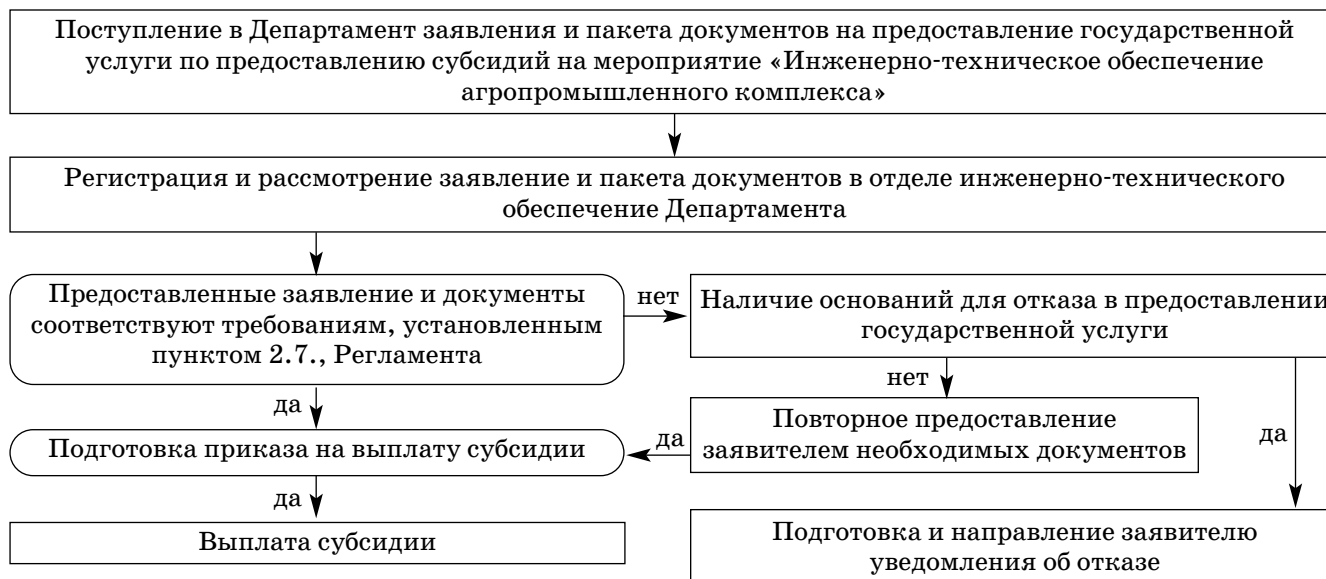 Поступление в Департамент заявления и пакета документов на предоставление государственной
услуги по предоставлению субсидий на мероприятие «Инженерно-техническое обеспечение
агропромышленного комплекса»
Регистрация и рассмотрение заявление и пакета документов в отделе инженерно-технического
обеспечение Департамента
Предоставленные заявление и документы
соответствуют требованиям, установленным
пунктом 2.7., Регламента
нет
Наличие оснований для отказа в предоставлении
государственной услуги
да
нет
Подготовка приказа на выплату субсидии
да
Повторное предоставление
заявителем необходимых документов
да
да
Выплата субсидии
Подготовка и направление заявителю
уведомления об отказе